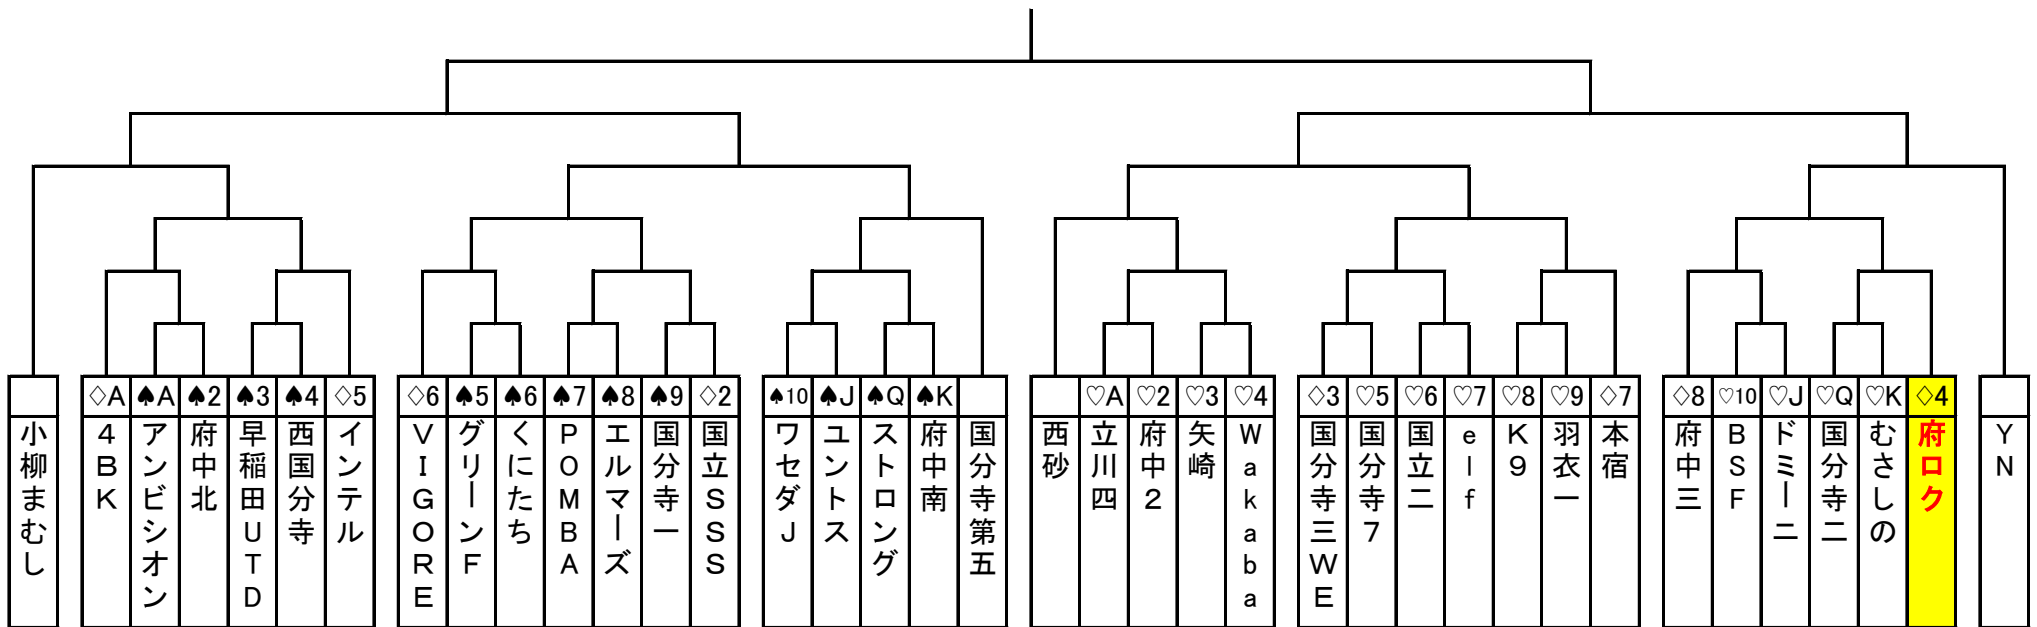 ◇A ♠A ♠2 ♠3 ♠4 ◇5 ◇6 ♠5 ♠6 ♠7 ♠8 ♠9 ◇2 ♠10 ♠J ♠Q ♠K ♡A ♡2 ♡3 ♡4 ◇3 ♡5 ♡6 ♡7 ♡8 ♡9 ◇7 ◇8 ♡10 ♡J ♡Q ♡K ◇4
小柳まむし
4BK
アンビシオン
府中北
早稲田UTD
西国分寺
インテル
VIGORE
グリーンF
くにたち
POMBA
エルマーズ
国分寺一
国立SSS
ワセダJ
ユントス
ストロング
府中南
国分寺第五
西砂
立川四
府中2
矢崎
Wakaba
国分寺三WE
国分寺7
国立二
elf
K9
羽衣一
本宿
府中三
BSF
ドミーニ
国分寺二
むさしの
府ロク
YN